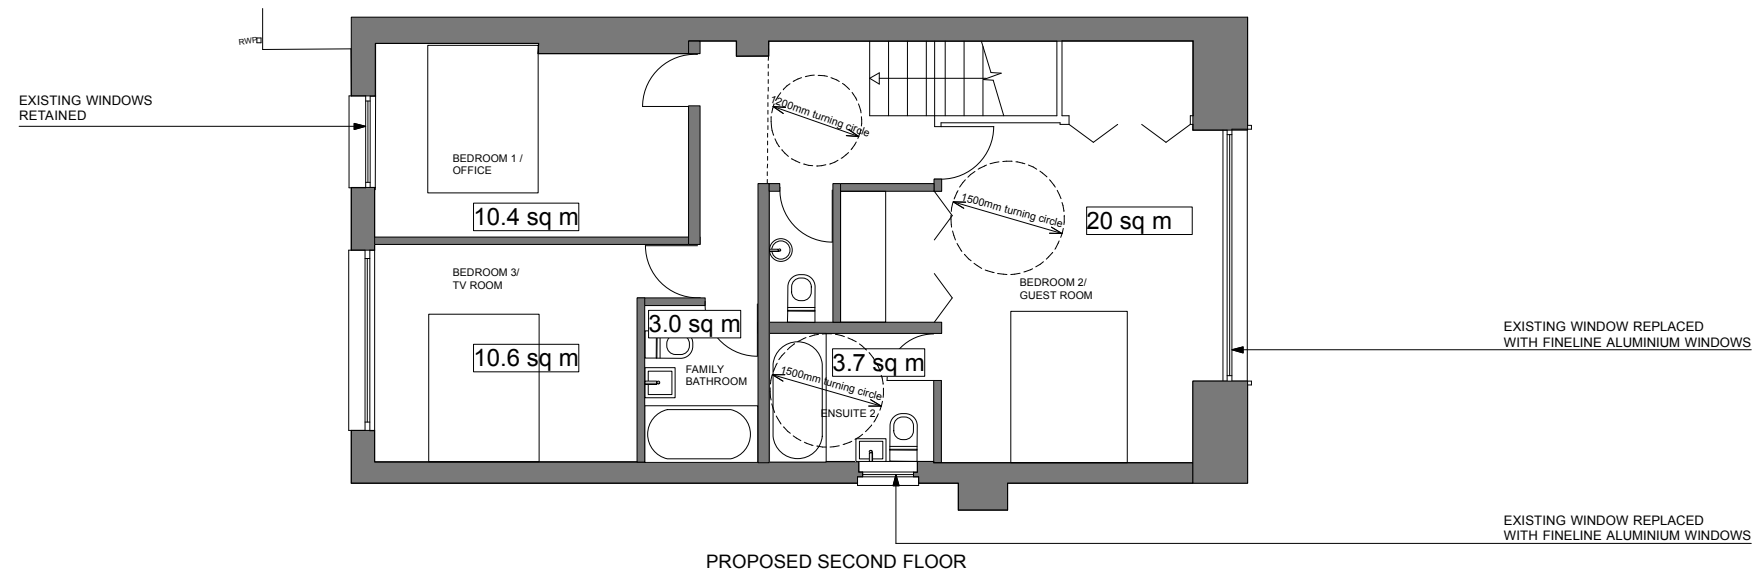 RWP
EXISTING WINDOWS
RETAINED
BEDROOM 1 /
OFFICE
10.4 sq m
1200mm turning circle
1500mm turning circle
20 sq m
BEDROOM 3/
TV ROOM
10.6 sq m
3.0 sq m
FAMILY
BATHROOM
3.7 sq m
1500mm turning circle
ENSUITE 2
BEDROOM 2/
GUEST ROOM
EXISTING WINDOW REPLACED
WITH FINELINE ALUMINIUM WINDOWS
EXISTING WINDOW REPLACED
WITH FINELINE ALUMINIUM WINDOWS
PROPOSED SECOND FLOOR